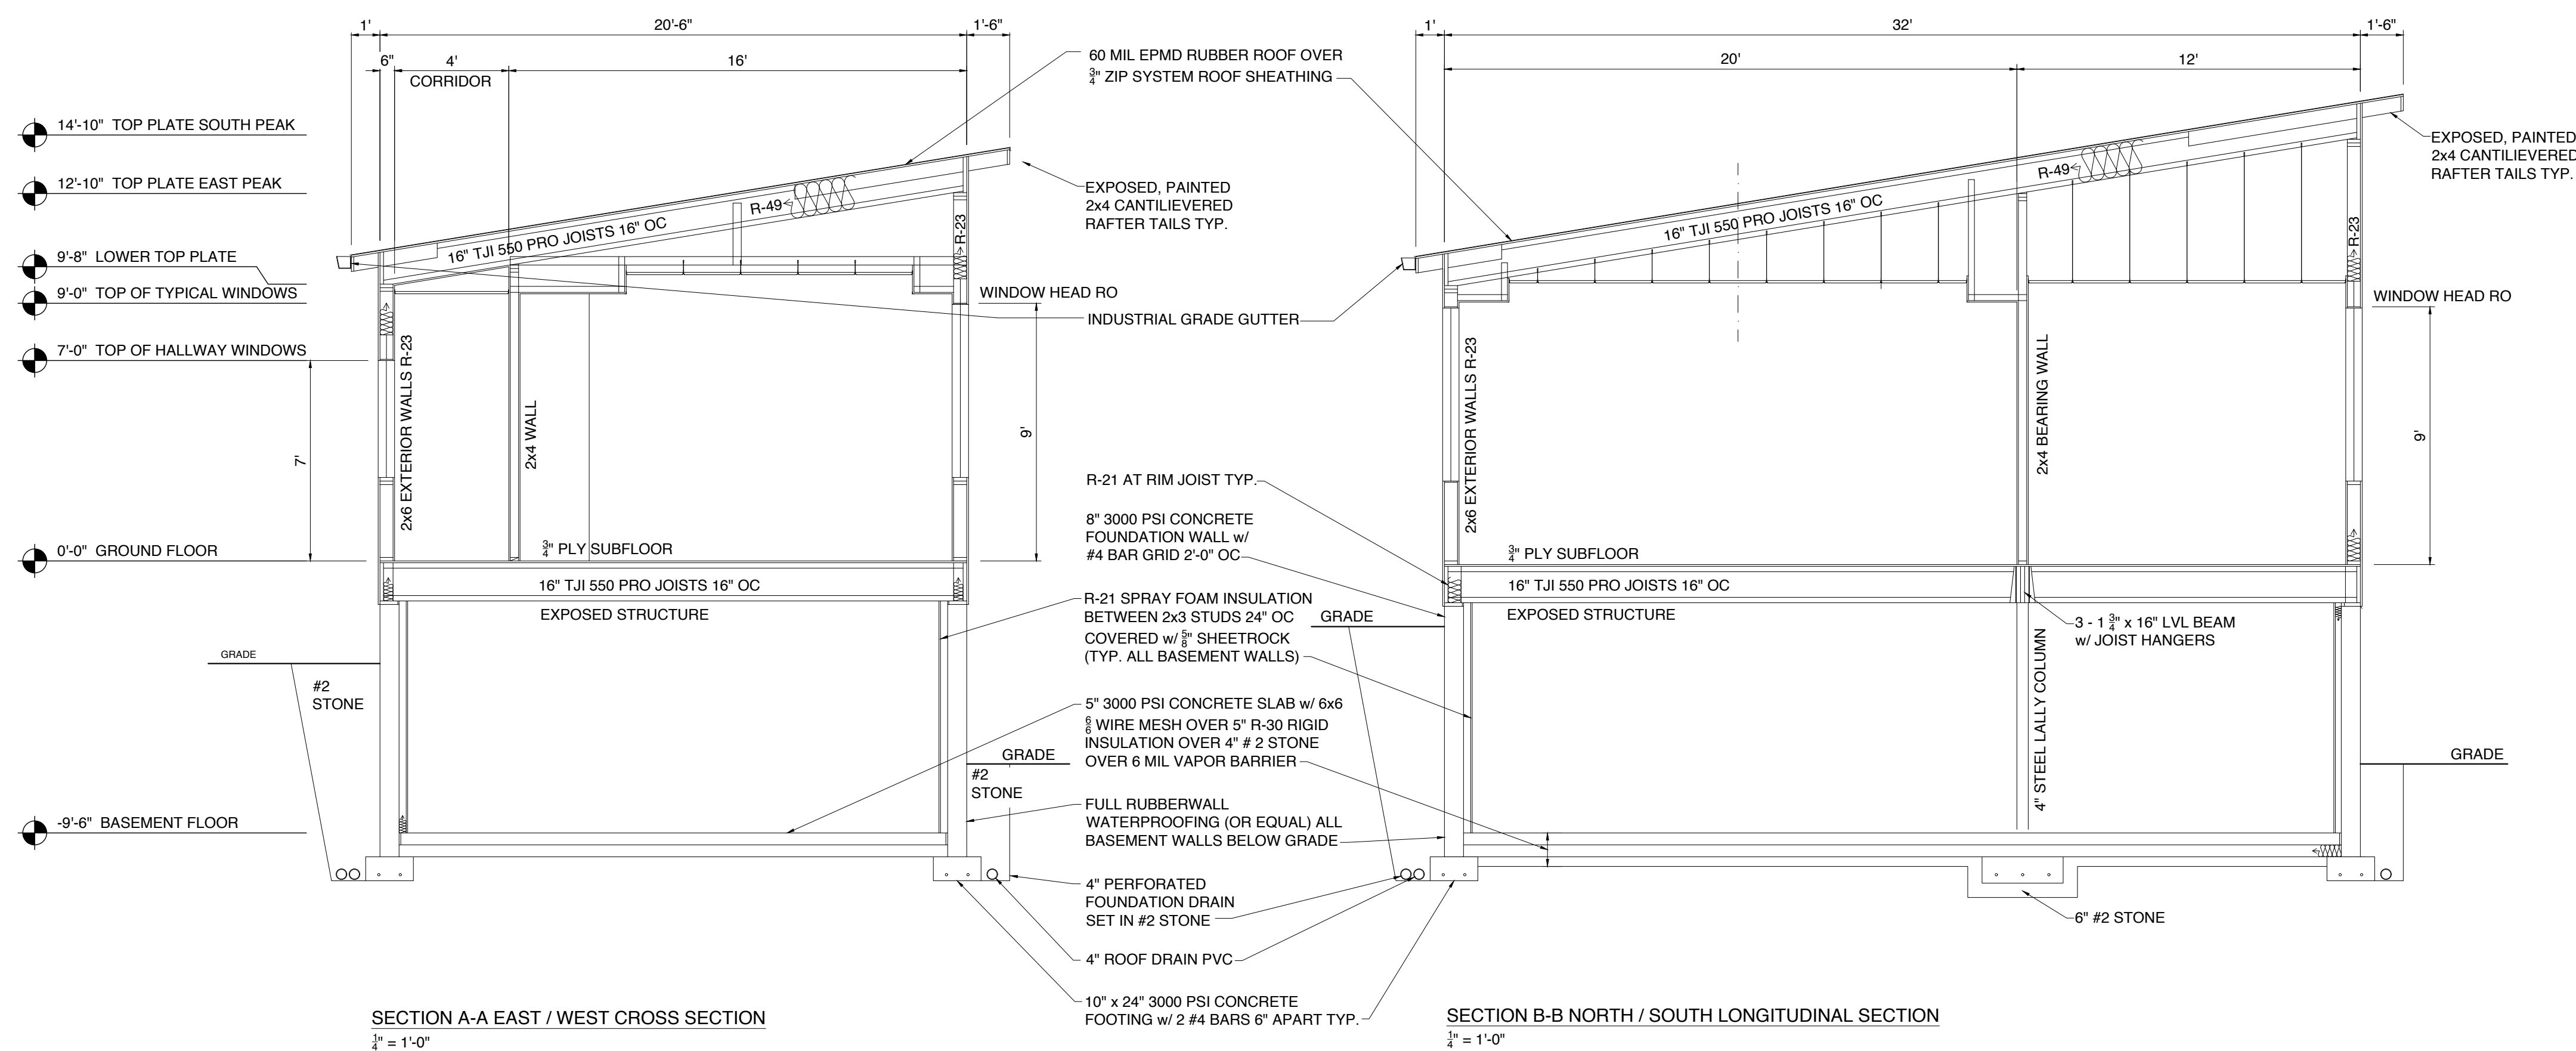 1'
20'-6"
1'-6"
6"
4'
CORRIDOR
16'
60 MIL EPMD RUBBER ROOF OVER
3/4" ZIP SYSTEM ROOF SHEATHING
1'
32'
1'-6"
20'
12'
14'-10" TOP PLATE SOUTH PEAK
12'-10" TOP PLATE EAST PEAK
9'-8" LOWER TOP PLATE
9'-0" TOP OF TYPICAL WINDOWS
7'-0" TOP OF HALLWAY WINDOWS
0'-0" GROUND FLOOR
-9'-6" BASEMENT FLOOR
R-49
16" TJI 550 PRO JOISTS 16" OC
R-23
EXPOSED, PAINTED
2x4 CANTILIEVERED
RAFTER TAILS TYP.
WINDOW HEAD RO
INDUSTRIAL GRADE GUTTER
7'
2x6 EXTERIOR WALLS R-23
2x4 WALL
9'
3/4" PLY SUBFLOOR
16" TJI 550 PRO JOISTS 16" OC
EXPOSED STRUCTURE
GRADE
#2
STONE
GRADE
#2
STONE
R-21 AT RIM JOIST TYP.
8" 3000 PSI CONCRETE
FOUNDATION WALL w/
#4 BAR GRID 2'-0" OC
R-21 SPRAY FOAM INSULATION
BETWEEN 2x3 STUDS 24" OC
COVERED w/ 5/8" SHEETROCK
(TYP. ALL BASEMENT WALLS)
5" 3000 PSI CONCRETE SLAB w/ 6x6
6/6 WIRE MESH OVER 5" R-30 RIGID
INSULATION OVER 4" # 2 STONE
OVER 6 MIL VAPOR BARRIER
FULL RUBBERWALL
WATERPROOFING (OR EQUAL) ALL
BASEMENT WALLS BELOW GRADE
4" PERFORATED
FOUNDATION DRAIN
SET IN #2 STONE
4" ROOF DRAIN PVC
10" x 24" 3000 PSI CONCRETE
FOOTING w/ 2 #4 BARS 6" APART TYP.
R-49
16" TJI 550 PRO JOISTS 16" OC
R-23
EXPOSED, PAINTED
2x4 CANTILIEVERED
RAFTER TAILS TYP.
WINDOW HEAD RO
2x6 EXTERIOR WALLS R-23
2x4 BEARING WALL
9'
3/4" PLY SUBFLOOR
16" TJI 550 PRO JOISTS 16" OC
EXPOSED STRUCTURE
GRADE
3 - 1 3/4" x 16" LVL BEAM
w/ JOIST HANGERS
4" STEEL LALLY COLUMN
GRADE
6" #2 STONE
SECTION A-A EAST / WEST CROSS SECTION
1/4" = 1'-0"
SECTION B-B NORTH / SOUTH LONGITUDINAL SECTION
1/4" = 1'-0"